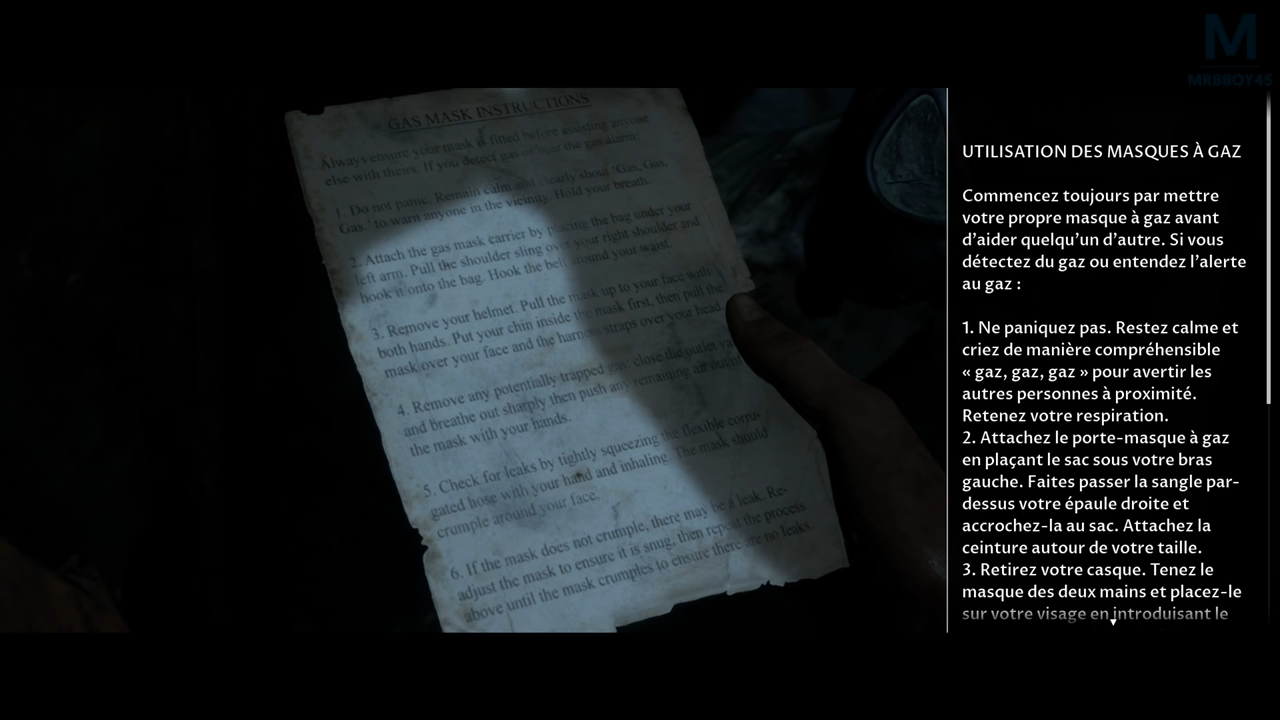 M
MRBBOY45
GAS MASK INSTRUCTIONS
Always ensure your mask is fitted before assisting anyone
else with theirs. If you detect gas or hear the gas alarm:
1. Do not panic. Remain calm and clearly shout 'Gas, Gas,
Gas.' to warn anyone in the vicinity. Hold your breath.
2. Attach the gas mask carrier by placing the bag under your
left arm. Pull the shoulder sling over your right shoulder and
hook it onto the bag. Hook the belt around your waist.
3. Remove your helmet. Pull the mask up to your face with
both hands. Put your chin inside the mask first, then pull the
mask over your face and the harness straps over your head
4. Remove any potentially trapped gas: close the outlet
and breathe out sharply then push any remaining air out of
the mask with your hands.
5. Check for leaks by tightly squeezing the flexible corru-
gated hose with your hand and inhaling. The mask should
crumple around your face.
6. If the mask does not crumple, there may be a leak. Re-
adjust the mask to ensure it is snug, then repeat the process
above until the mask crumples to ensure there are no leaks.
UTILISATION DES MASQUES À GAZ
Commencez toujours par mettre
votre propre masque à gaz avant
d'aider quelqu'un d'autre. Si vous
détectez du gaz ou entendez l'alerte
au gaz :
1. Ne paniquez pas. Restez calme et
criez de manière compréhensible
« gaz, gaz, gaz » pour avertir les
autres personnes à proximité.
Retenez votre respiration.
2. Attachez le porte-masque à gaz
en plaçant le sac sous votre bras
gauche. Faites passer la sangle par-
dessus votre épaule droite et
accrochez-la au sac. Attachez la
ceinture autour de votre taille.
3. Retirez votre casque. Tenez le
masque des deux mains et placez-le
sur votre visage en introduisant le